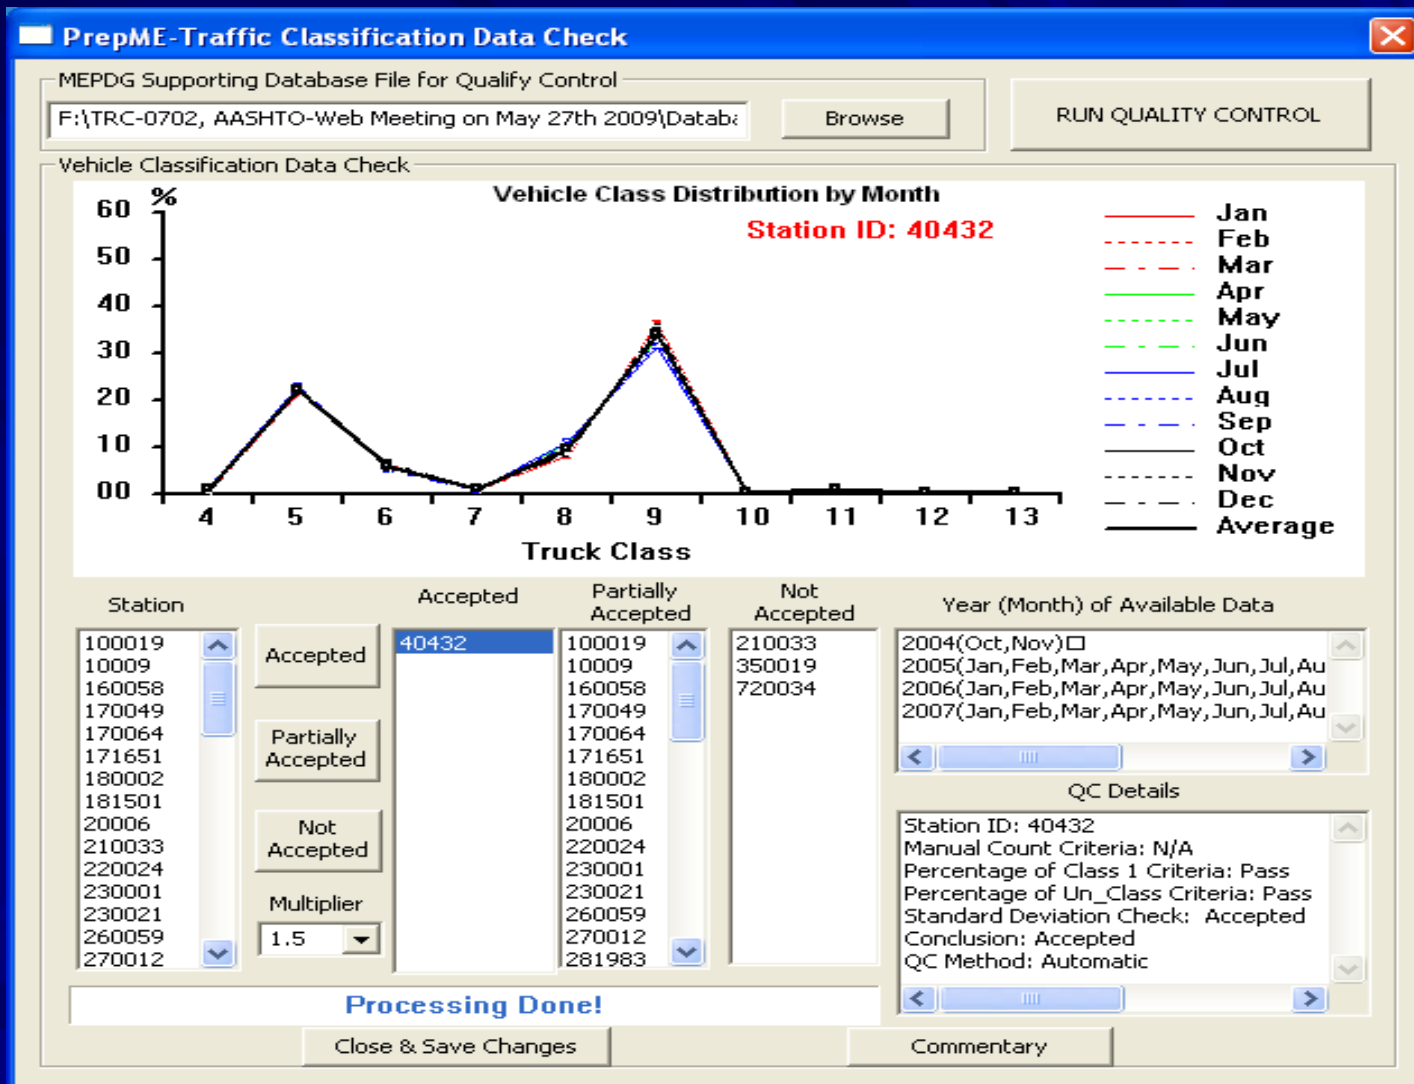 PrepME-Traffic Classification Data Check
MEPDG Supporting Database File for Qualify Control
F:\TRC-0702, AASHTO-Web Meeting on May 27th 2009\Databa
Browse
RUN QUALITY CONTROL
Vehicle Classification Data Check
Vehicle Class Distribution by Month
Station ID: 40432
%
60
50
40
30
20
10
00
4 5 6 7 8 9 10 11 12 13
Truck Class
Jan
Feb
Mar
Apr
May
Jun
Jul
Aug
Sep
Oct
Nov
Dec
Average
Station
100019
10009
160058
170049
170064
171651
180002
181501
20006
210033
220024
230001
230021
260059
270012
Accepted
Partially
Accepted
Not
Accepted
Multiplier
1.5
Accepted
40432
Partially
Accepted
100019
10009
160058
170049
170064
171651
180002
181501
20006
220024
230001
230021
260059
270012
281983
Not
Accepted
210033
350019
720034
Year (Month) of Available Data
2004(Oct,Nov)□
2005(Jan,Feb,Mar,Apr,May,Jun,Jul,Au
2006(Jan,Feb,Mar,Apr,May,Jun,Jul,Au
2007(Jan,Feb,Mar,Apr,May,Jun,Jul,Au
QC Details
Station ID: 40432
Manual Count Criteria: N/A
Percentage of Class 1 Criteria: Pass
Percentage of Un_Class Criteria: Pass
Standard Deviation Check: Accepted
Conclusion: Accepted
QC Method: Automatic
Processing Done!
Close & Save Changes
Commentary